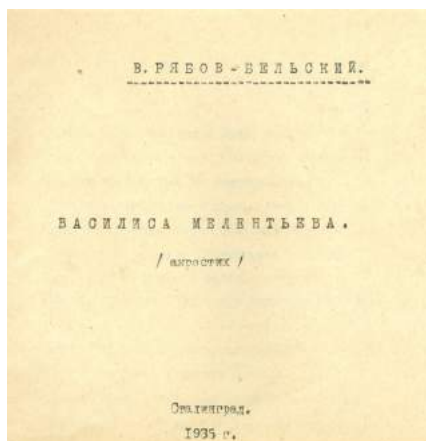 В. РЯБОВ-БЕЛЬСКИЙ.
ВАСИЛИСА МЕЛЕНТЬЕВА.
/ акростих /
Сталинград.
1935 г.